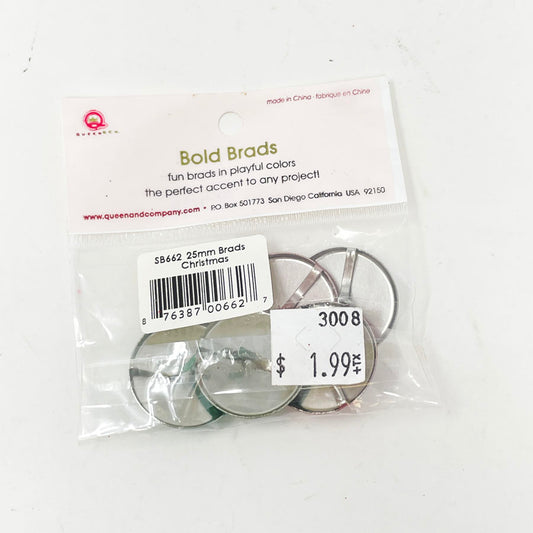 made in China · fabrique en Chine
QUEEN&CO.
Bold Brads
fun brads in playful colors
the perfect accent to any project!
www.queenandcompany.com • P.O. Box 501773 San Diego California USA 92150
SB662 25mm Brads
Christmas
8 76387 00662 7
3008
$ 1.99 +TX